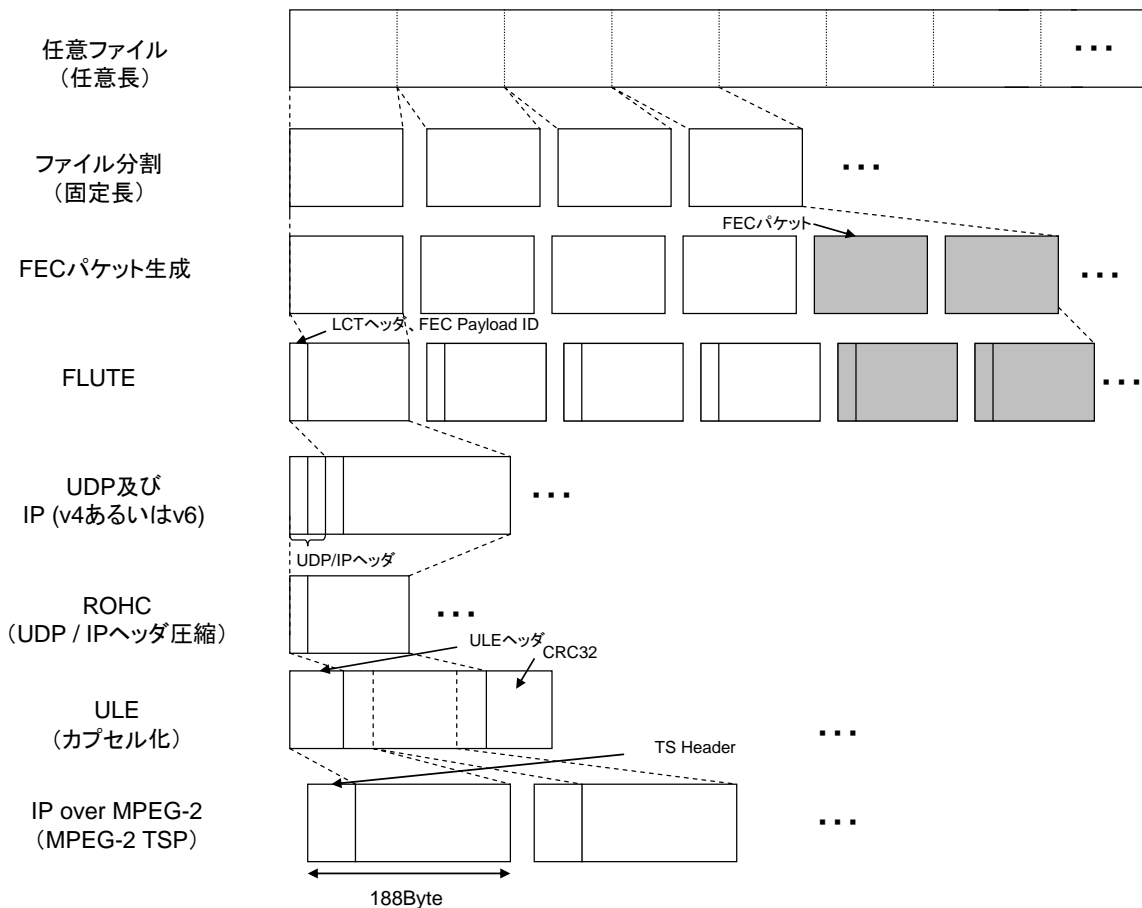 任意ファイル
（任意長）
ファイル分割
（固定長）
FECパケット
FECパケット生成
LCTヘッダ、FEC Payload ID
FLUTE
UDP及び
IP (v4あるいはv6)
UDP/IPヘッダ
ROHC
（UDP / IPヘッダ圧縮）
ULEヘッダ
CRC32
ULE
（カプセル化）
TS Header
IP over MPEG-2
（MPEG-2 TSP）
188Byte